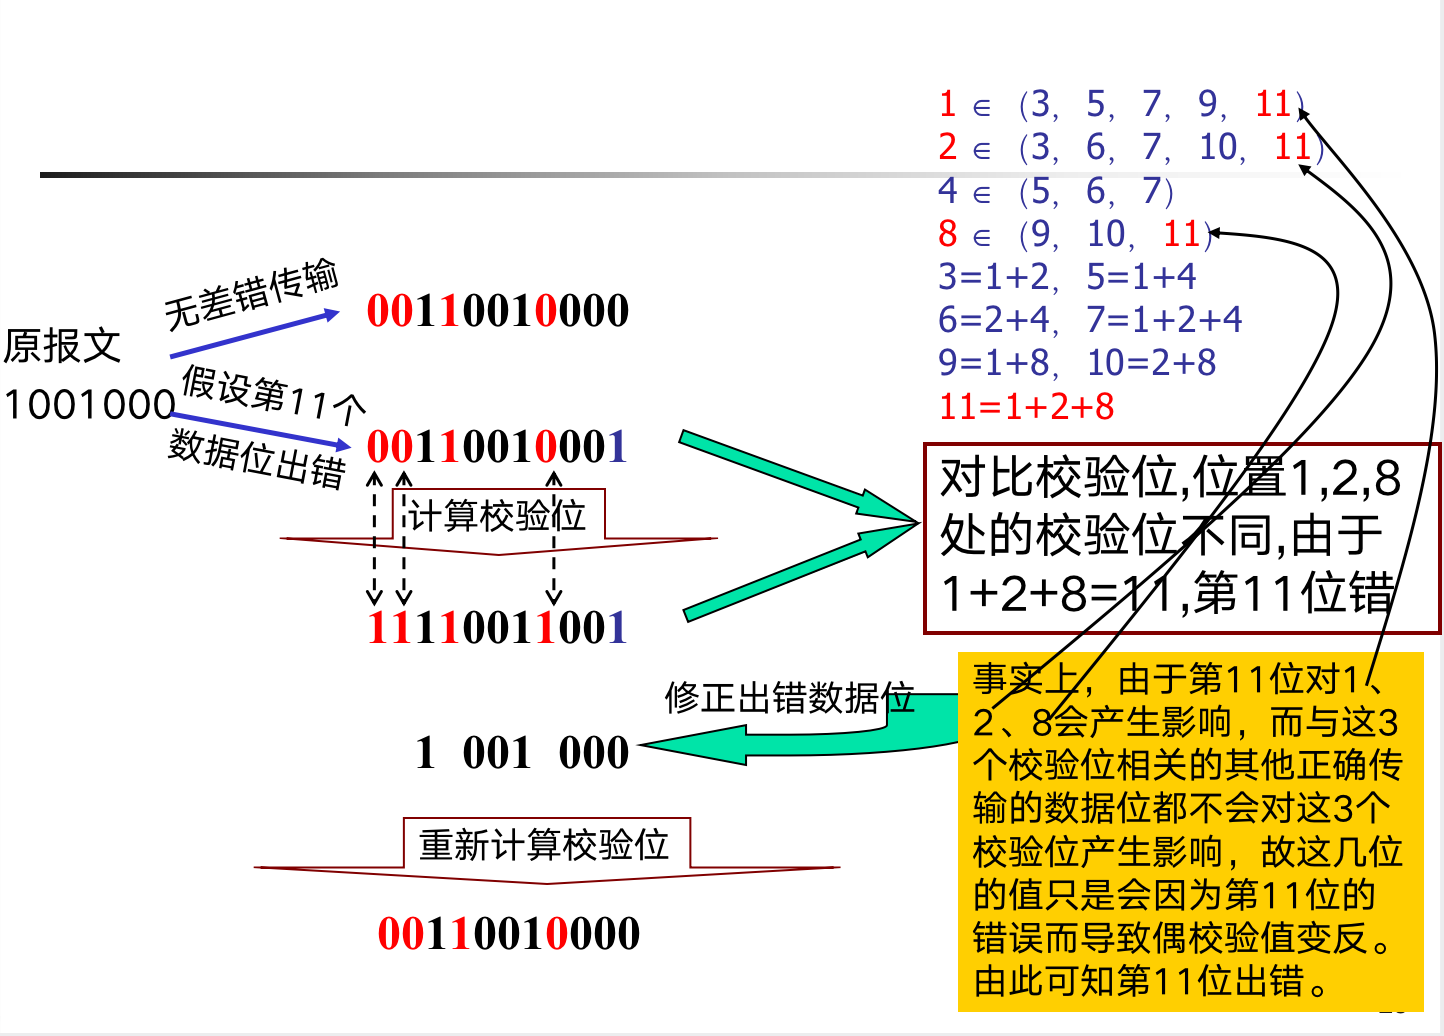 1 ∈ (3, 5, 7, 9, 11)
2 ∈ (3, 6, 7, 10, 11)
4 ∈ (5, 6, 7)
8 ∈ (9, 10, 11)
3=1+2, 5=1+4
6=2+4, 7=1+2+4
9=1+8, 10=2+8
11=1+2+8
无差错传输
00110010000
原报文
1001000
假设第11个
数据位出错
00110010001
计算校验位
11110011001
对比校验位,位置1,2,8
处的校验位不同,由于
1+2+8=11,第11位错
修正出错数据位
1 001 000
重新计算校验位
00110010000
事实上，由于第11位对1、
2、8会产生影响，而与这3
个校验位相关的其他正确传
输的数据位都不会对这3个
校验位产生影响，故这几位
的值只是会因为第11位的
错误而导致偶校验值变反。
由此可知第11位出错。